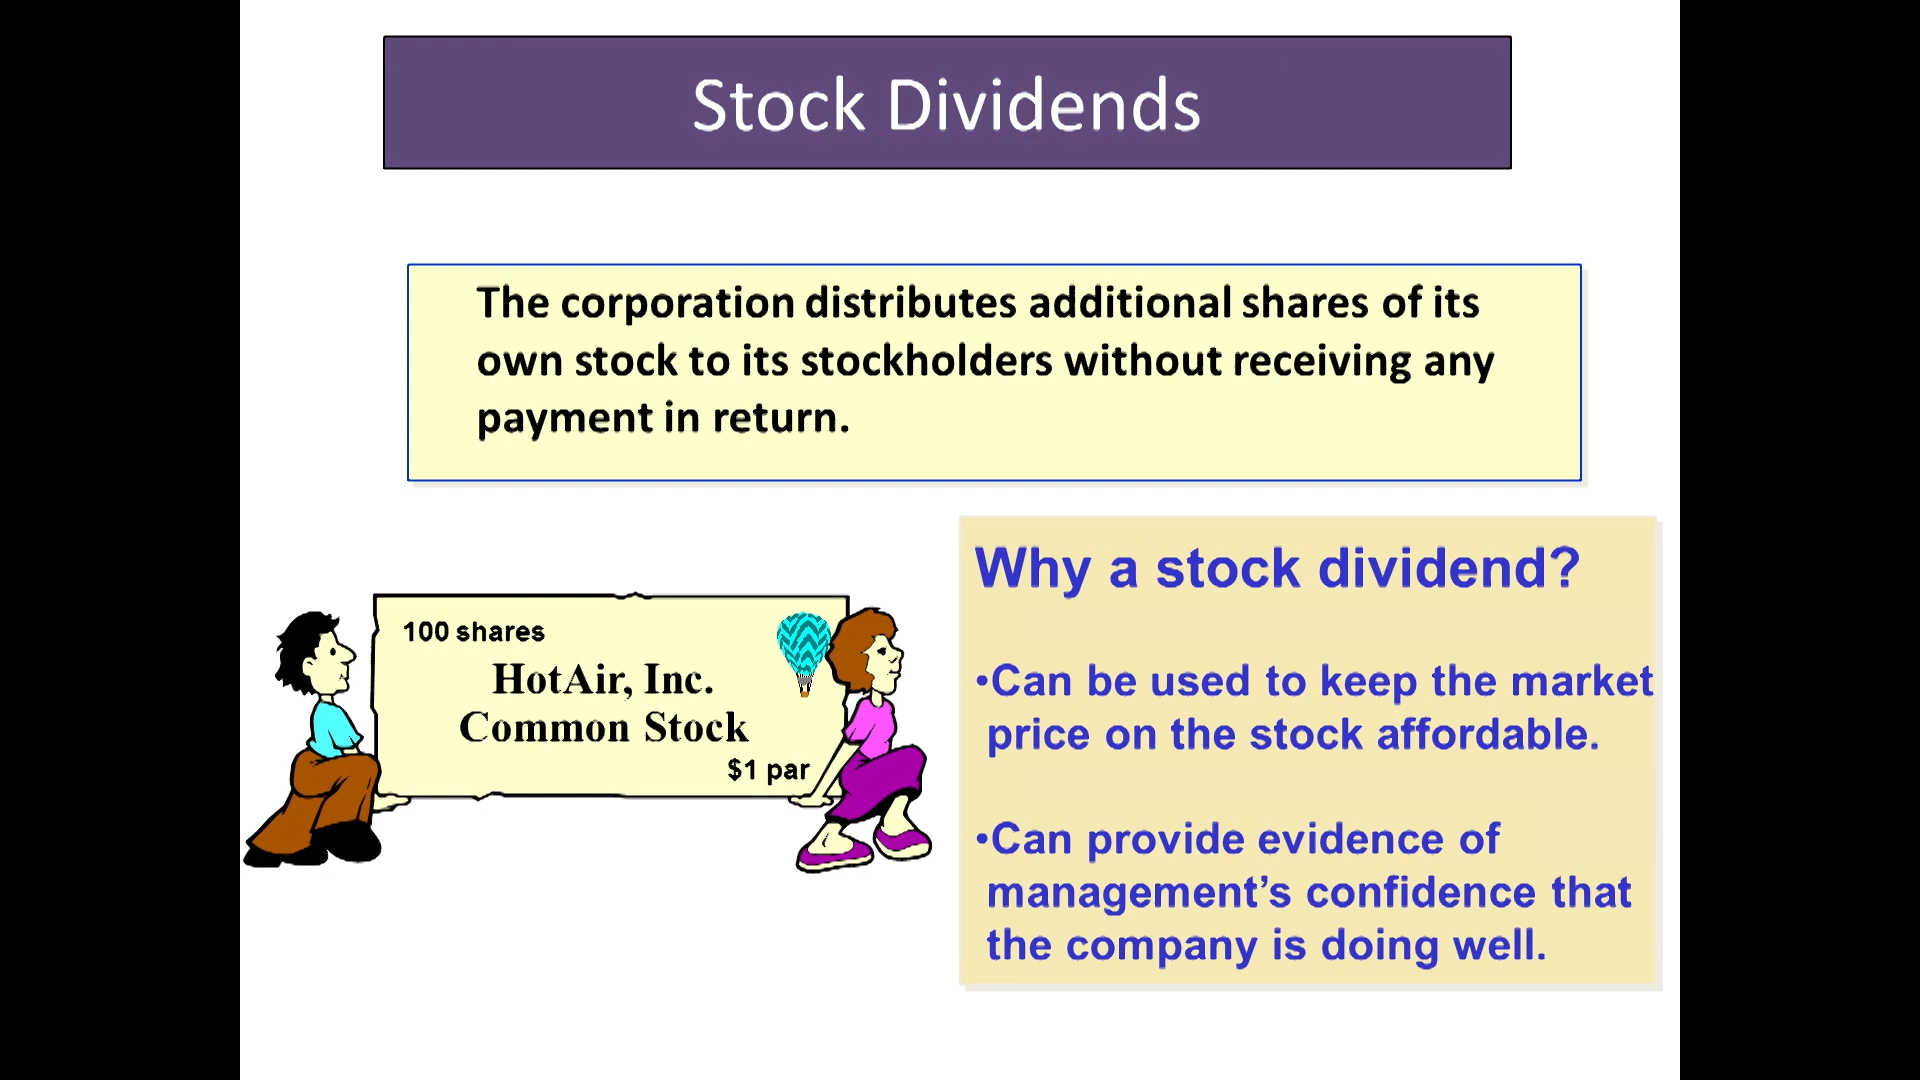 Stock Dividends
The corporation distributes additional shares of its
own stock to its stockholders without receiving any
payment in return.
100 shares
HotAir, Inc.
Common Stock
$1 par
Why a stock dividend?
•Can be used to keep the market
price on the stock affordable.
•Can provide evidence of
management’s confidence that
the company is doing well.